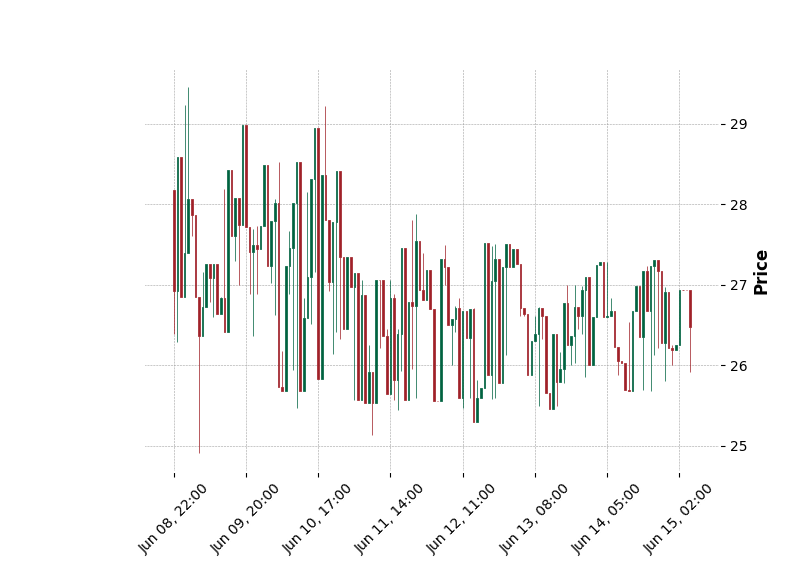 29
28
27
26
25
Price
Jun 08, 22:00
Jun 09, 20:00
Jun 10, 17:00
Jun 11, 14:00
Jun 12, 11:00
Jun 13, 08:00
Jun 14, 05:00
Jun 15, 02:00